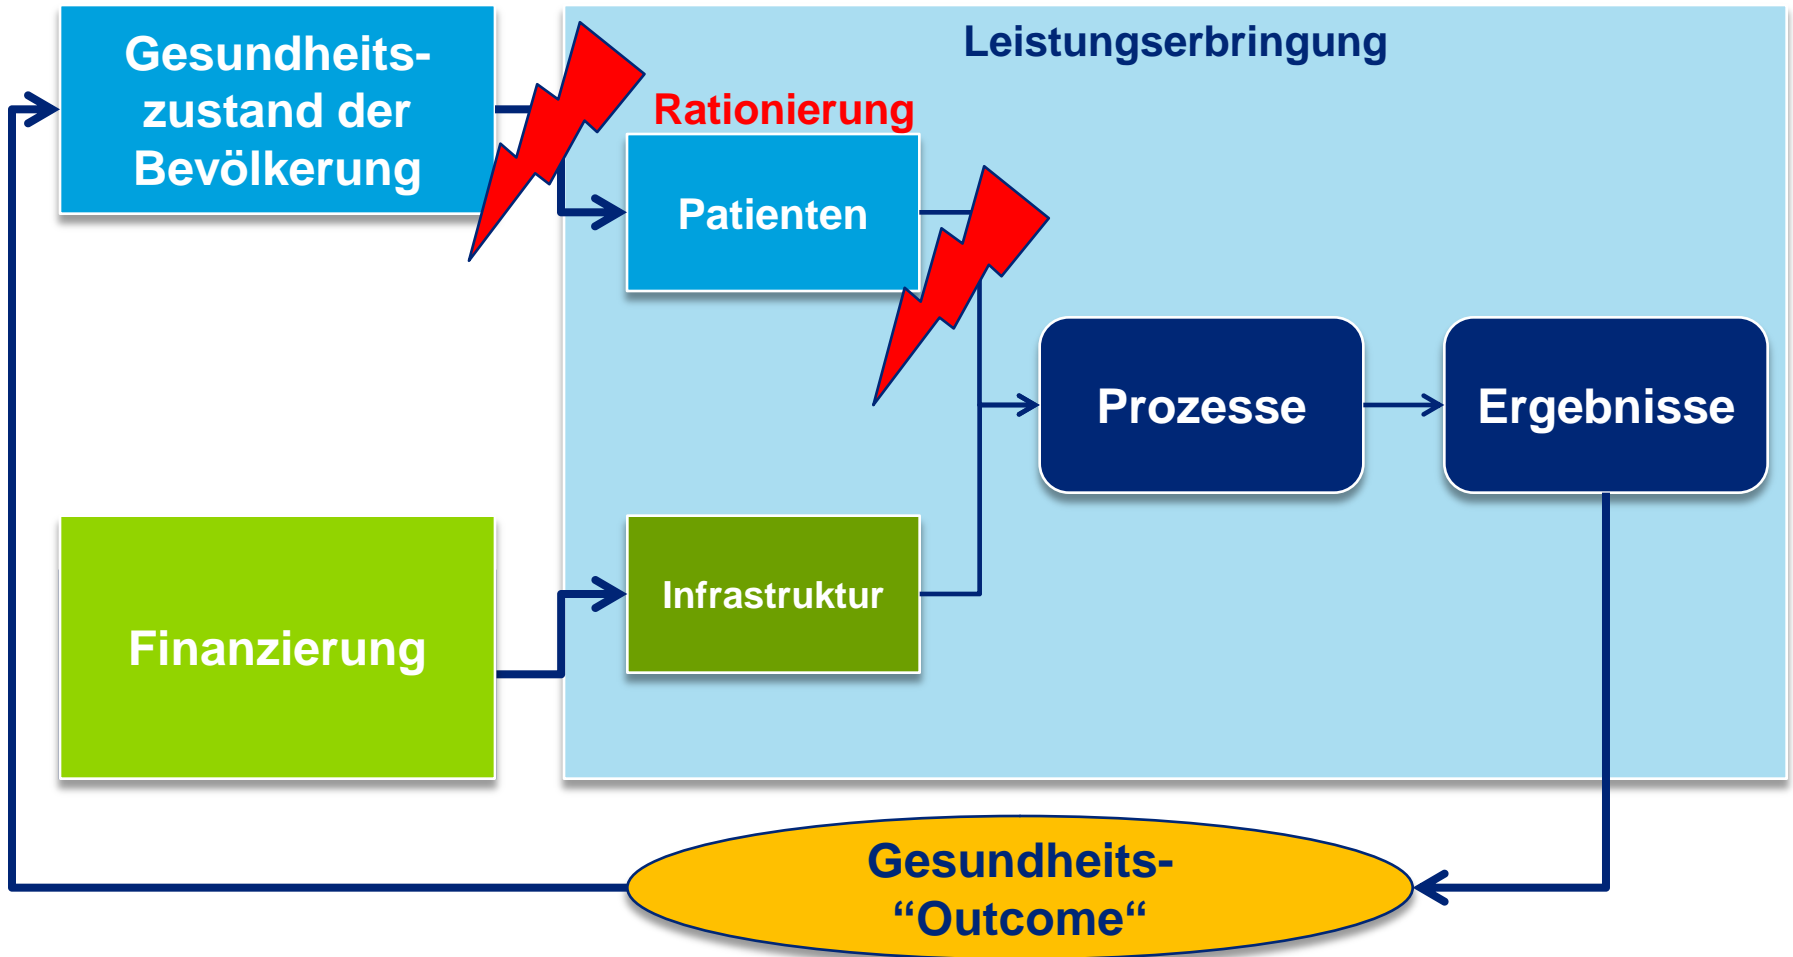 Gesundheits-
zustand der
Bevölkerung
Leistungserbringung
Rationierung
Patienten
Prozesse
Ergebnisse
Finanzierung
Infrastruktur
Gesundheits-
“Outcome“